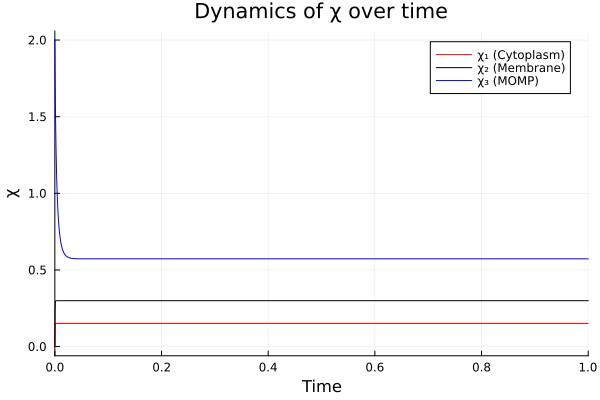 Dynamics of χ over time
χ
2.0
1.5
1.0
0.5
0.0
χ₁ (Cytoplasm)
χ₂ (Membrane)
χ₃ (MOMP)
0.0 0.2 0.4 0.6 0.8 1.0
Time